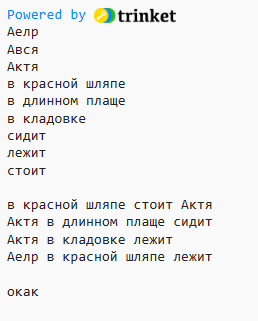 Powered by trinket
Аелр
Ався
Актя
в красной шляпе
в длинном плаще
в кладовке
сидит
лежит
стоит

в красной шляпе стоит Актя
Актя в длинном плаще сидит
Актя в кладовке лежит
Аелр в красной шляпе лежит

окак